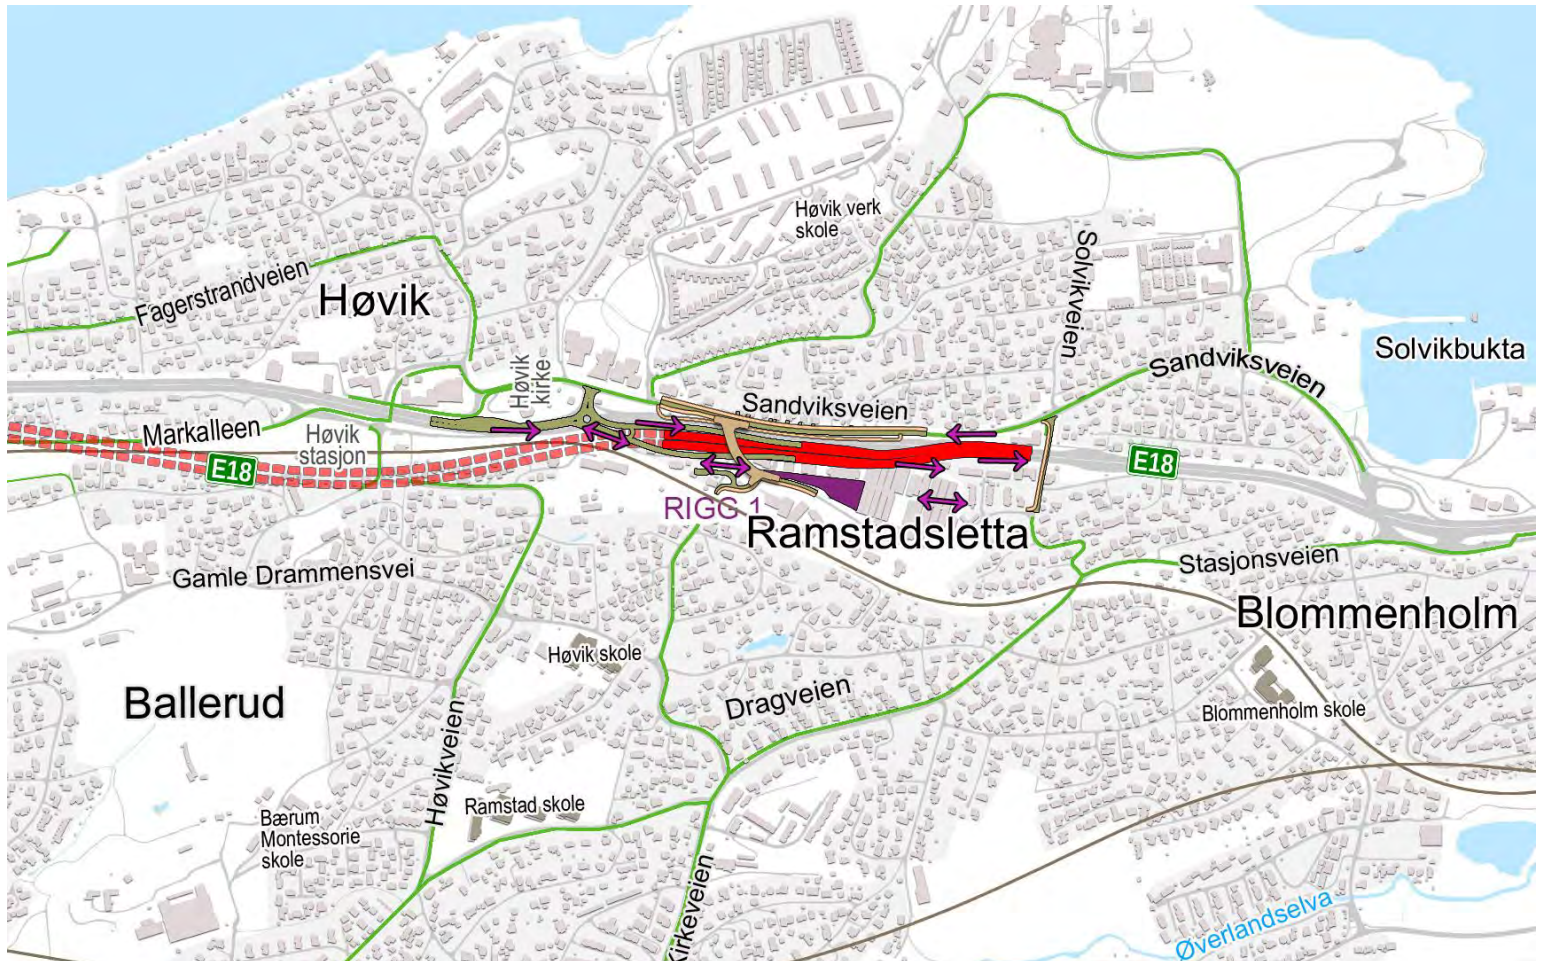 Høvik verk
skole
Solvikveien
Fagerstrandveien
Høvik
Solvikbukta
Høvik
kirke
Sandviksveien
Sandviksveien
Markalleen
Høvik
stasjon
E18
E18
RIGG 1
Ramstadsletta
Stasjonsveien
Gamle Drammensvei
Blommenholm
Høvik skole
Ballerud
Dragveien
Blommenholm skole
Høvikveien
Ramstad skole
Bærum
Montessorie
skole
Kirkeveien
Øverlandselva